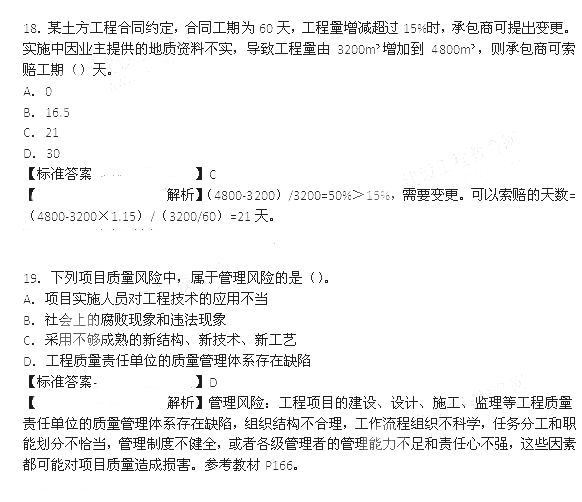 18. 某土方工程合同约定，合同工期为 60 天，工程量增减超过 15%时，承包商可提出变更。
实施中因业主提供的地质资料不实，导致工程量由 3200m³增加到 4800m³，则承包商可索
赔工期（）天。
A. 0
B. 16.5
C. 21
D. 30
【标准答案 】C
【 解析】（4800-3200）/3200=50%＞15%，需要变更。可以索赔的天数=
（4800-3200×1.15）/（3200/60）=21 天。
19. 下列项目质量风险中，属于管理风险的是（）。
A. 项目实施人员对工程技术的应用不当
B. 社会上的腐败现象和违法现象
C. 采用不够成熟的新结构、新技术、新工艺
D. 工程质量责任单位的质量管理体系存在缺陷
【标准答案- 】D
【 解析】管理风险：工程项目的建设、设计、施工、监理等工程质量
责任单位的质量管理体系存在缺陷，组织结构不合理，工作流程组织不科学，任务分工和职
能划分不恰当，管理制度不健全，或者各级管理者的管理能力不足和责任心不强，这些因素
都可能对项目质量造成损害。参考教材 P166。